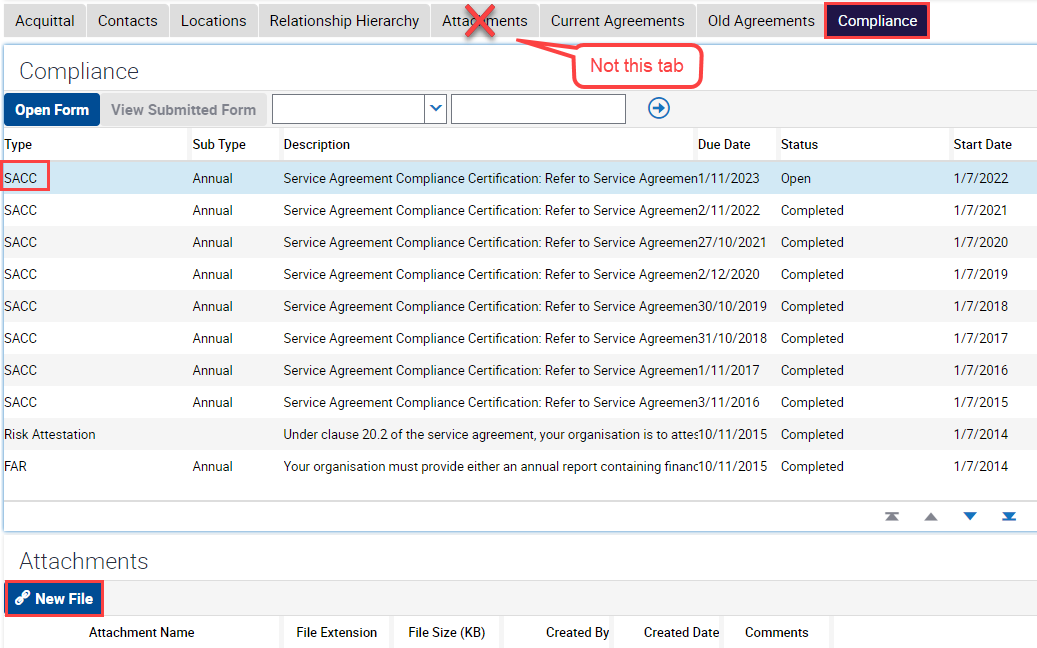 Acquittal Contacts Locations Relationship Hierarchy Attachments Current Agreements Old Agreements Compliance
Not this tab
Compliance
Open Form View Submitted Form
Type Sub Type Description Due Date Status Start Date
SACC Annual Service Agreement Compliance Certification: Refer to Service Agreemen 1/11/2023 Open 1/7/2022
SACC Annual Service Agreement Compliance Certification: Refer to Service Agreemen 2/11/2022 Completed 1/7/2021
SACC Annual Service Agreement Compliance Certification: Refer to Service Agreemen 27/10/2021 Completed 1/7/2020
SACC Annual Service Agreement Compliance Certification: Refer to Service Agreemen 2/12/2020 Completed 1/7/2019
SACC Annual Service Agreement Compliance Certification: Refer to Service Agreemen 30/10/2019 Completed 1/7/2018
SACC Annual Service Agreement Compliance Certification: Refer to Service Agreemen 31/10/2018 Completed 1/7/2017
SACC Annual Service Agreement Compliance Certification: Refer to Service Agreemen 1/11/2017 Completed 1/7/2016
SACC Annual Service Agreement Compliance Certification: Refer to Service Agreemen 3/11/2016 Completed 1/7/2015
Risk Attestation Under clause 20.2 of the service agreement, your organisation is to attes 10/11/2015 Completed 1/7/2014
FAR Annual Your organisation must provide either an annual report containing financ 10/11/2015 Completed 1/7/2014
Attachments
New File
Attachment Name File Extension File Size (KB) Created By Created Date Comments